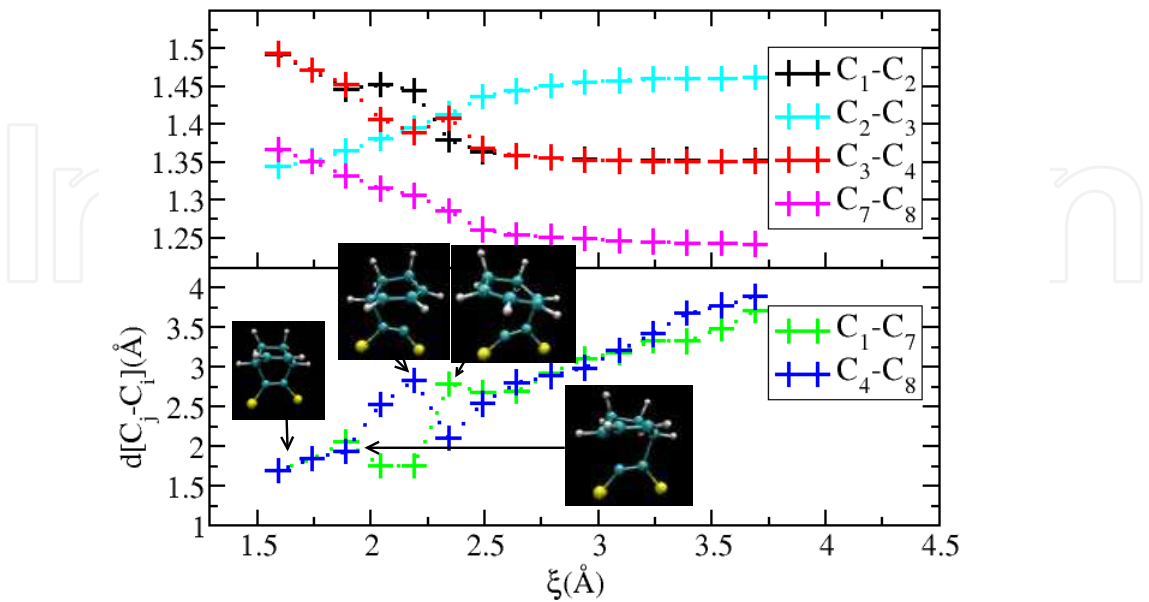 1.5
1.45
1.4
1.35
1.3
1.25
C₁-C₂
C₂-C₃
C₃-C₄
C₇-C₈
4
3.5
3
2.5
2
1.5
1
d[Cⱼ-Cᵢ](Å)
C₁-C₇
C₄-C₈
1.5 2 2.5 3 3.5 4 4.5
ξ(Å)